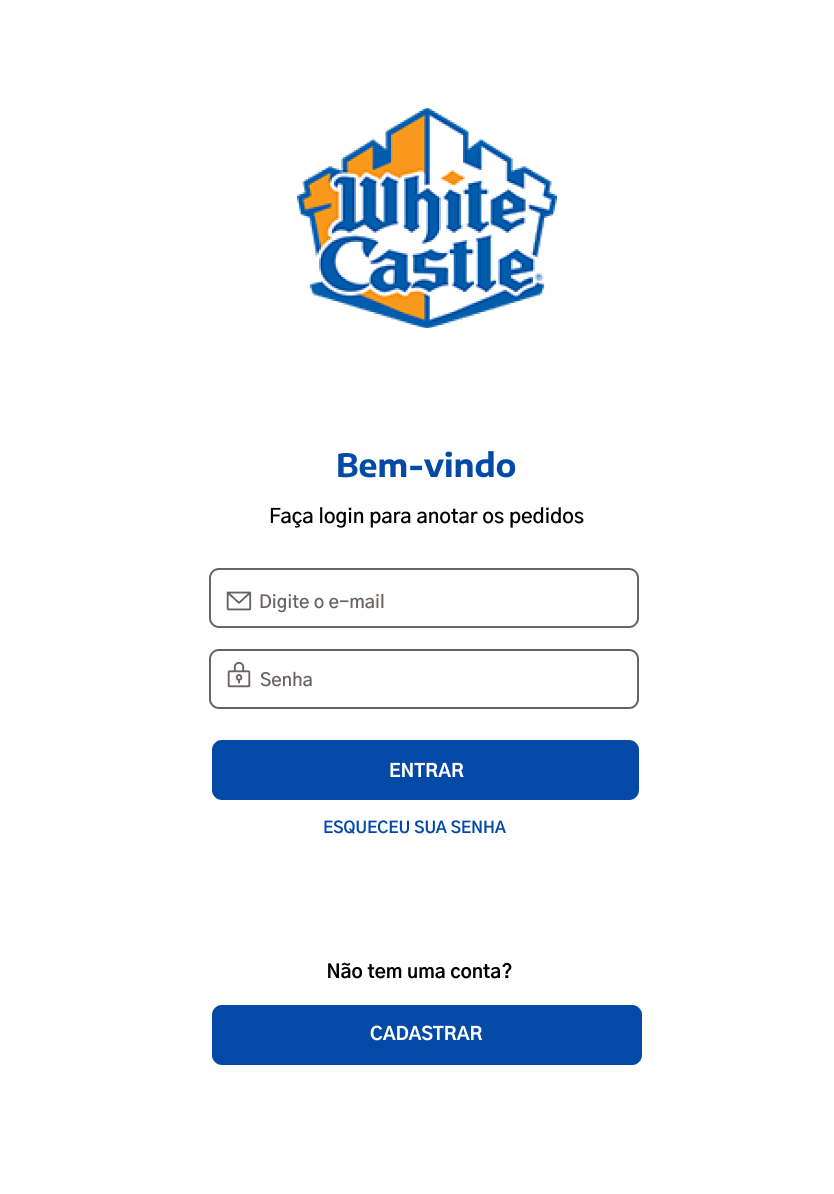 White
Castle®
Bem-vindo
Faça login para anotar os pedidos
Digite o e-mail
Senha
ENTRAR
ESQUECEU SUA SENHA
Não tem uma conta?
CADASTRAR